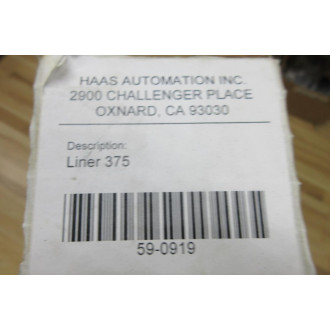 HAAS AUTOMATION INC.
2900 CHALLENGER PLACE
OXNARD, CA 93030
Description:
Liner 375
59-0919